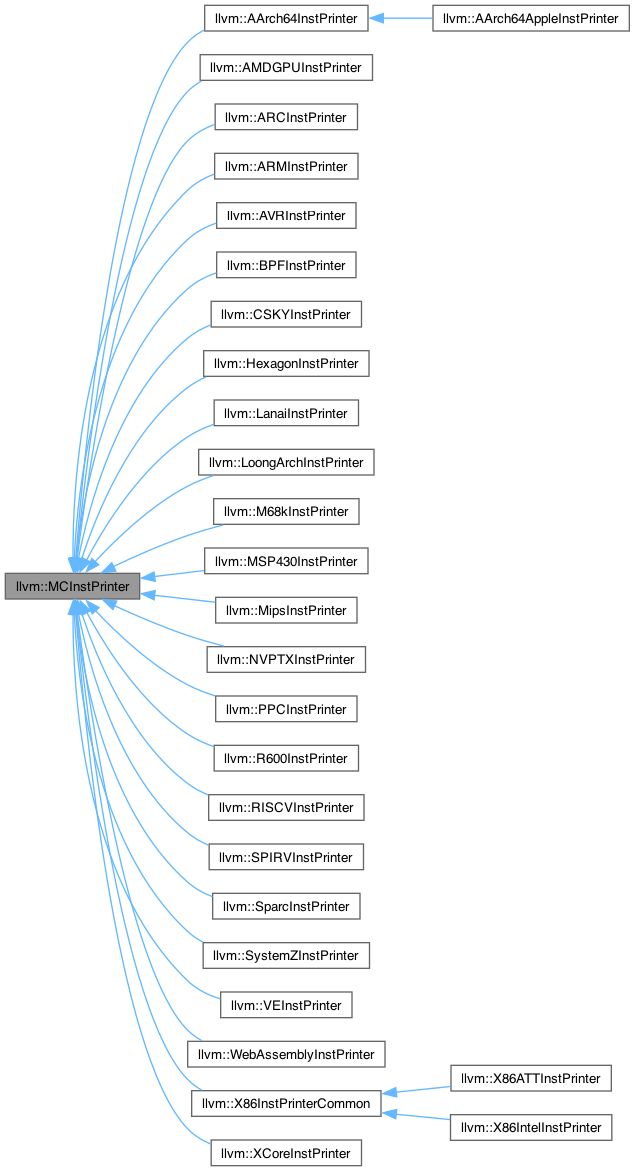 llvm::AArch64InstPrinter
llvm::AArch64AppleInstPrinter
llvm::AMDGPUInstPrinter
llvm::ARCInstPrinter
llvm::ARMInstPrinter
llvm::AVRInstPrinter
llvm::BPFInstPrinter
llvm::CSKYInstPrinter
llvm::HexagonInstPrinter
llvm::LanaiInstPrinter
llvm::LoongArchInstPrinter
llvm::M68kInstPrinter
llvm::MSP430InstPrinter
llvm::MCInstPrinter
llvm::MipsInstPrinter
llvm::NVPTXInstPrinter
llvm::PPCInstPrinter
llvm::R600InstPrinter
llvm::RISCVInstPrinter
llvm::SPIRVInstPrinter
llvm::SparcInstPrinter
llvm::SystemZInstPrinter
llvm::VEInstPrinter
llvm::WebAssemblyInstPrinter
llvm::X86ATTInstPrinter
llvm::X86InstPrinterCommon
llvm::X86IntelInstPrinter
llvm::XCoreInstPrinter